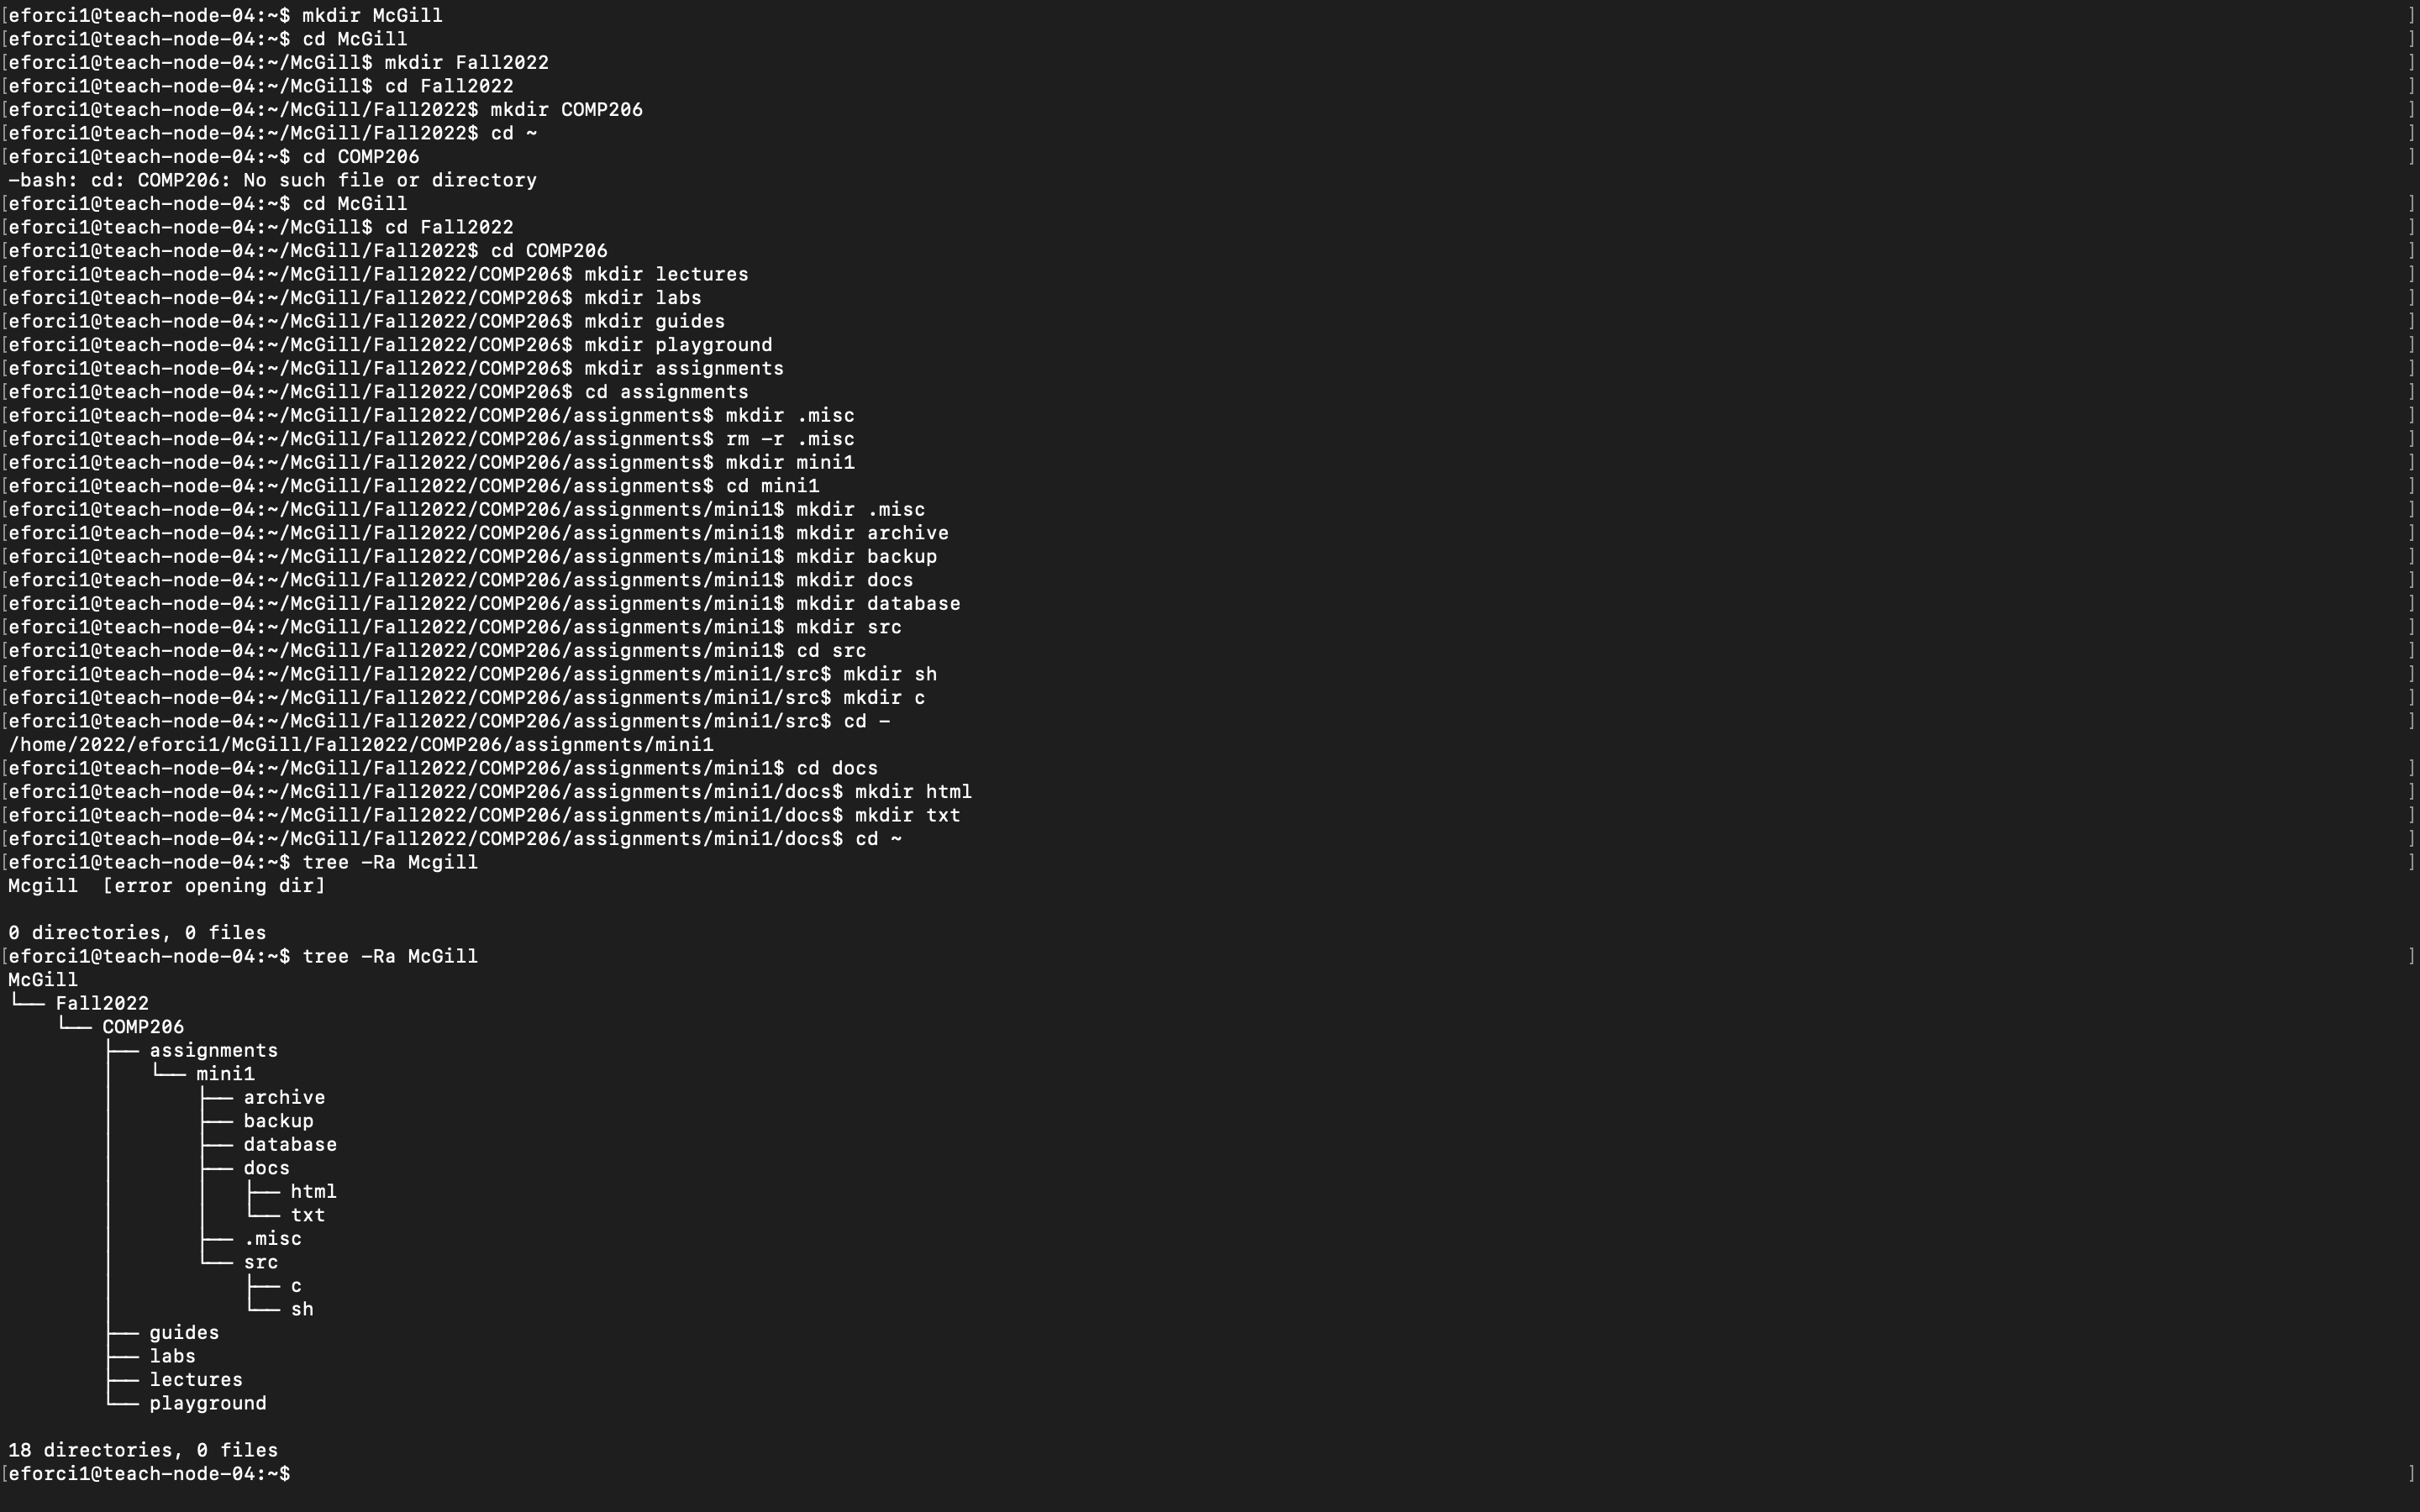 [eforci1@teach-node-04:~$ mkdir McGill ]
[eforci1@teach-node-04:~$ cd McGill ]
[eforci1@teach-node-04:~/McGill$ mkdir Fall2022 ]
[eforci1@teach-node-04:~/McGill$ cd Fall2022 ]
[eforci1@teach-node-04:~/McGill/Fall2022$ mkdir COMP206 ]
[eforci1@teach-node-04:~/McGill/Fall2022$ cd ~ ]
[eforci1@teach-node-04:~$ cd COMP206 ]
-bash: cd: COMP206: No such file or directory
[eforci1@teach-node-04:~$ cd McGill ]
[eforci1@teach-node-04:~/McGill$ cd Fall2022 ]
[eforci1@teach-node-04:~/McGill/Fall2022$ cd COMP206 ]
[eforci1@teach-node-04:~/McGill/Fall2022/COMP206$ mkdir lectures ]
[eforci1@teach-node-04:~/McGill/Fall2022/COMP206$ mkdir labs ]
[eforci1@teach-node-04:~/McGill/Fall2022/COMP206$ mkdir guides ]
[eforci1@teach-node-04:~/McGill/Fall2022/COMP206$ mkdir playground ]
[eforci1@teach-node-04:~/McGill/Fall2022/COMP206$ mkdir assignments ]
[eforci1@teach-node-04:~/McGill/Fall2022/COMP206$ cd assignments ]
[eforci1@teach-node-04:~/McGill/Fall2022/COMP206/assignments$ mkdir .misc ]
[eforci1@teach-node-04:~/McGill/Fall2022/COMP206/assignments$ rm -r .misc ]
[eforci1@teach-node-04:~/McGill/Fall2022/COMP206/assignments$ mkdir mini1 ]
[eforci1@teach-node-04:~/McGill/Fall2022/COMP206/assignments$ cd mini1 ]
[eforci1@teach-node-04:~/McGill/Fall2022/COMP206/assignments/mini1$ mkdir .misc ]
[eforci1@teach-node-04:~/McGill/Fall2022/COMP206/assignments/mini1$ mkdir archive ]
[eforci1@teach-node-04:~/McGill/Fall2022/COMP206/assignments/mini1$ mkdir backup ]
[eforci1@teach-node-04:~/McGill/Fall2022/COMP206/assignments/mini1$ mkdir docs ]
[eforci1@teach-node-04:~/McGill/Fall2022/COMP206/assignments/mini1$ mkdir database ]
[eforci1@teach-node-04:~/McGill/Fall2022/COMP206/assignments/mini1$ mkdir src ]
[eforci1@teach-node-04:~/McGill/Fall2022/COMP206/assignments/mini1$ cd src ]
[eforci1@teach-node-04:~/McGill/Fall2022/COMP206/assignments/mini1/src$ mkdir sh ]
[eforci1@teach-node-04:~/McGill/Fall2022/COMP206/assignments/mini1/src$ mkdir c ]
[eforci1@teach-node-04:~/McGill/Fall2022/COMP206/assignments/mini1/src$ cd - ]
/home/2022/eforci1/McGill/Fall2022/COMP206/assignments/mini1
[eforci1@teach-node-04:~/McGill/Fall2022/COMP206/assignments/mini1$ cd docs ]
[eforci1@teach-node-04:~/McGill/Fall2022/COMP206/assignments/mini1/docs$ mkdir html ]
[eforci1@teach-node-04:~/McGill/Fall2022/COMP206/assignments/mini1/docs$ mkdir txt ]
[eforci1@teach-node-04:~/McGill/Fall2022/COMP206/assignments/mini1/docs$ cd ~ ]
[eforci1@teach-node-04:~$ tree -Ra Mcgill ]
Mcgill  [error opening dir]

0 directories, 0 files
[eforci1@teach-node-04:~$ tree -Ra McGill ]
McGill
└── Fall2022
    └── COMP206
        ├── assignments
        │   └── mini1
        │       ├── archive
        │       ├── backup
        │       ├── database
        │       ├── docs
        │       │   ├── html
        │       │   └── txt
        │       ├── .misc
        │       └── src
        │           ├── c
        │           └── sh
        ├── guides
        ├── labs
        ├── lectures
        └── playground

18 directories, 0 files
[eforci1@teach-node-04:~$ ]